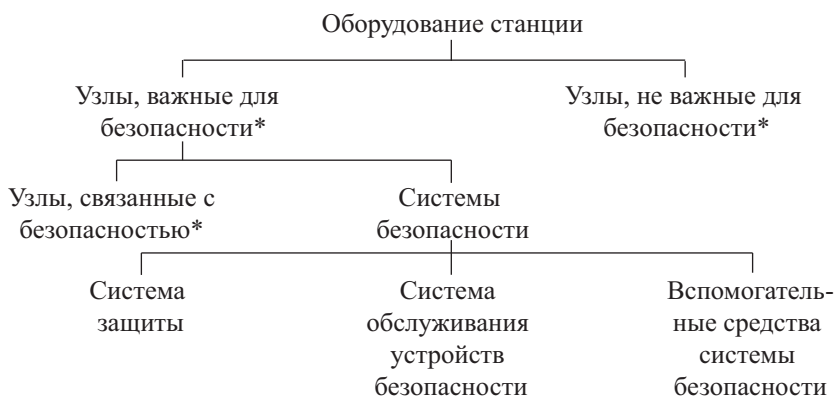 Оборудование станции
Узлы, важные для
безопасности*
Узлы, не важные для
безопасности*
Узлы, связанные с
безопасностью*
Системы
безопасности
Система
защиты
Система
обслуживания
устройств
безопасности
Вспомогатель-
ные средства
системы
безопасности